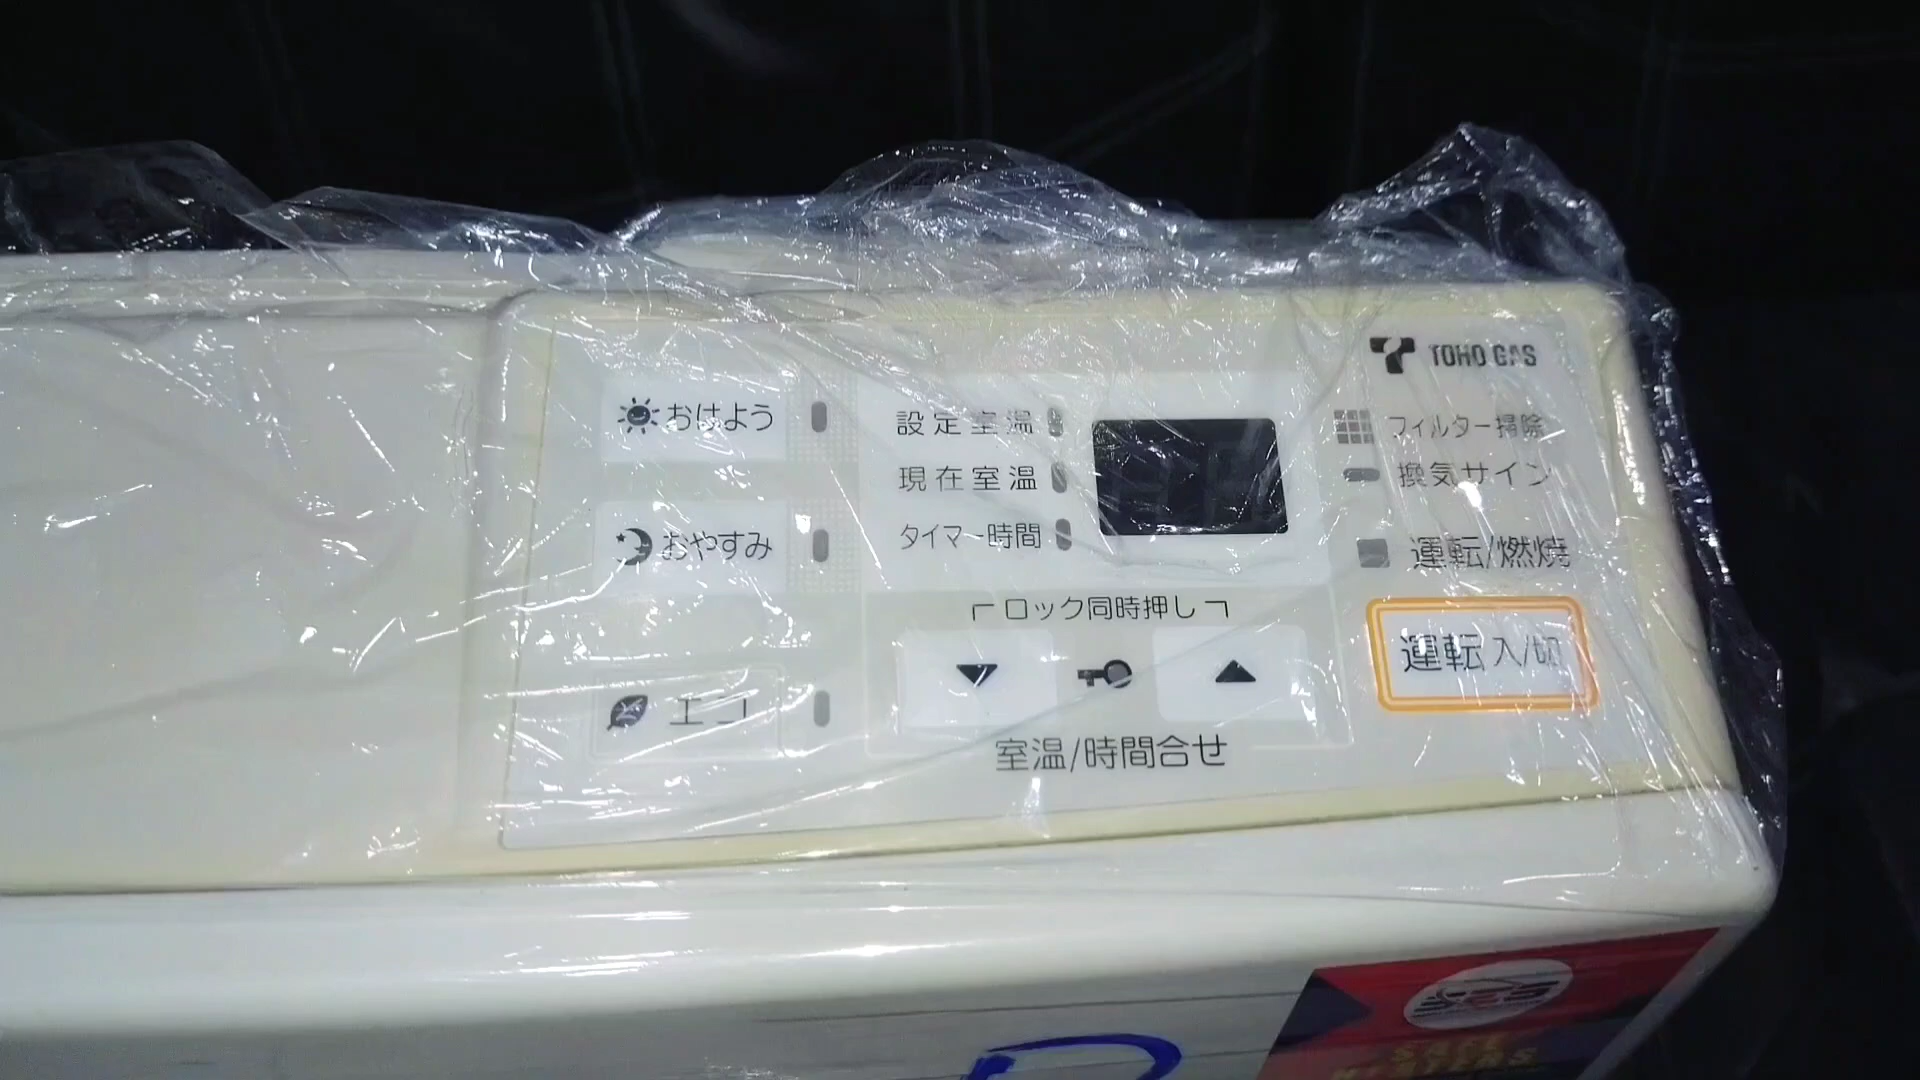 おはよう
おやすみ
エコ
設定室温
現在室温
タイマー時間
ロック同時押し
室温/時間合せ
TOHO GAS
フィルター掃除
換気サイン
運転/燃焼
運転 入/切